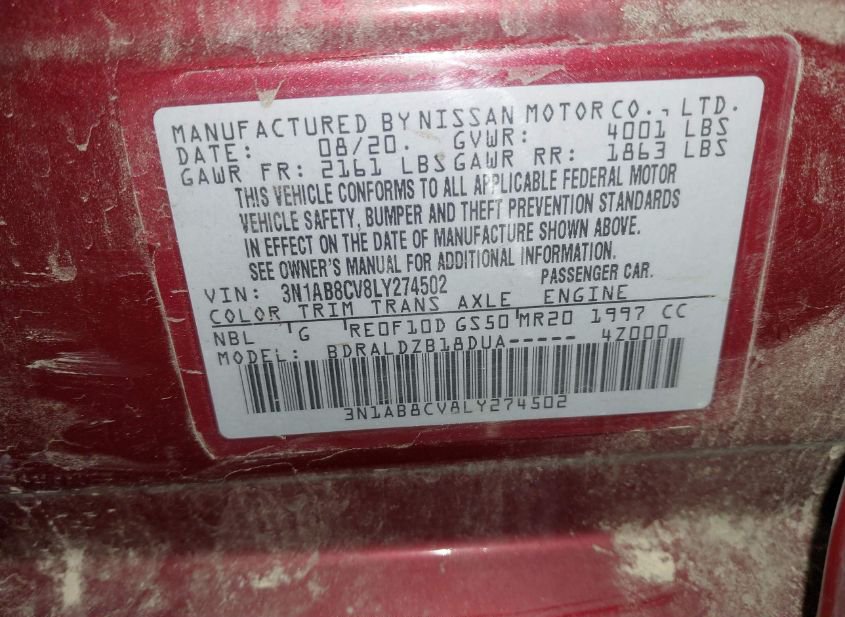 MANUFACTURED BY NISSAN MOTOR CO., LTD.
DATE: 08/20. GVWR: 4001 LBS
GAWR FR: 2161 LBS GAWR RR: 1863 LBS
THIS VEHICLE CONFORMS TO ALL APPLICABLE FEDERAL MOTOR
VEHICLE SAFETY, BUMPER AND THEFT PREVENTION STANDARDS
IN EFFECT ON THE DATE OF MANUFACTURE SHOWN ABOVE.
SEE OWNER'S MANUAL FOR ADDITIONAL INFORMATION.
VIN: 3N1AB8CV8LY274502 PASSENGER CAR.
COLOR TRIM TRANS AXLE ENGINE
NBL G RE0F10D GS50 MR20 1997 CC
MODEL: BDRALDZB18DUA----- 4Z000
3N1AB8CV8LY274502